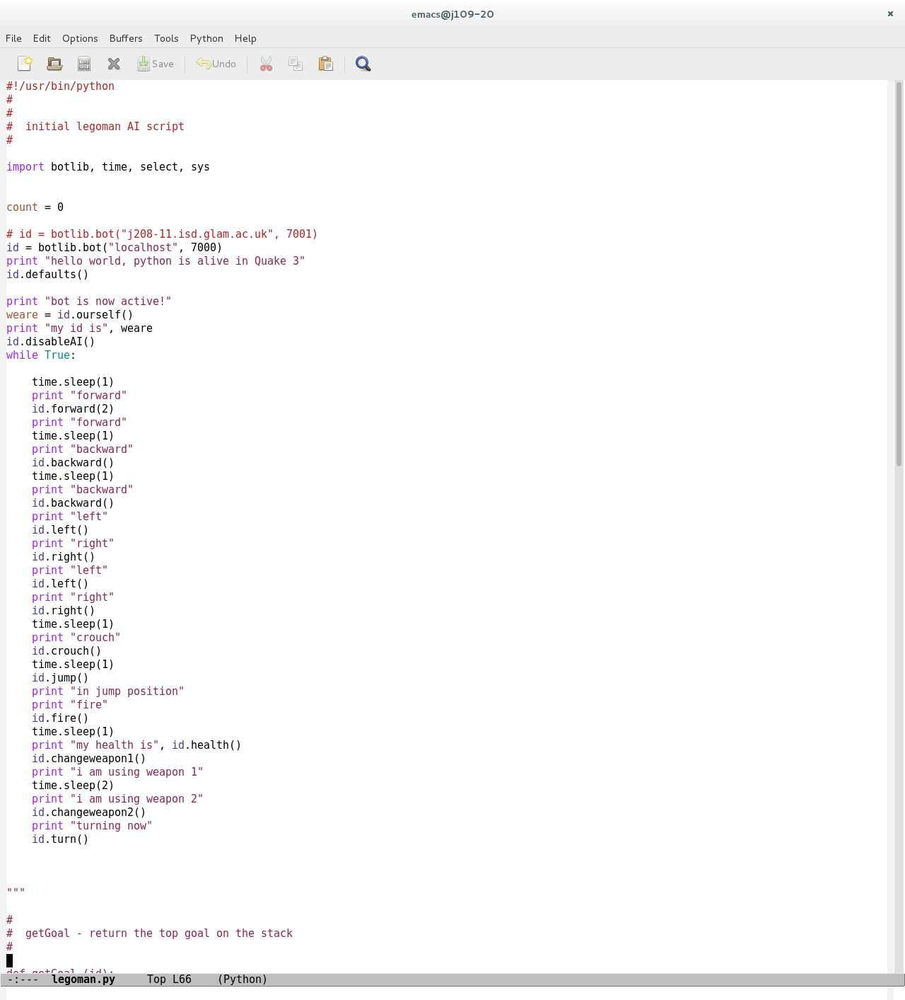 emacs@j109-20
File Edit Options Buffers Tools Python Help
Save Undo
#!/usr/bin/python
#
#
#  initial legoman AI script
#
import botlib, time, select, sys
count = 0
# id = botlib.bot("j208-11.isd.glam.ac.uk", 7001)
id = botlib.bot("localhost", 7000)
print "hello world, python is alive in Quake 3"
id.defaults()
print "bot is now active!"
weare = id.ourself()
print "my id is", weare
id.disableAI()
while True:
    time.sleep(1)
    print "forward"
    id.forward(2)
    print "forward"
    time.sleep(1)
    print "backward"
    id.backward()
    time.sleep(1)
    print "backward"
    id.backward()
    print "left"
    id.left()
    print "right"
    id.right()
    print "left"
    id.left()
    print "right"
    id.right()
    time.sleep(1)
    print "crouch"
    id.crouch()
    time.sleep(1)
    id.jump()
    print "in jump position"
    print "fire"
    id.fire()
    time.sleep(1)
    print "my health is", id.health()
    id.changeweapon1()
    print "i am using weapon 1"
    time.sleep(2)
    print "i am using weapon 2"
    id.changeweapon2()
    print "turning now"
    id.turn()
"""
#
#  getGoal - return the top goal on the stack
#
def getGoal (id):
-:---  legoman.py     Top L66    (Python)